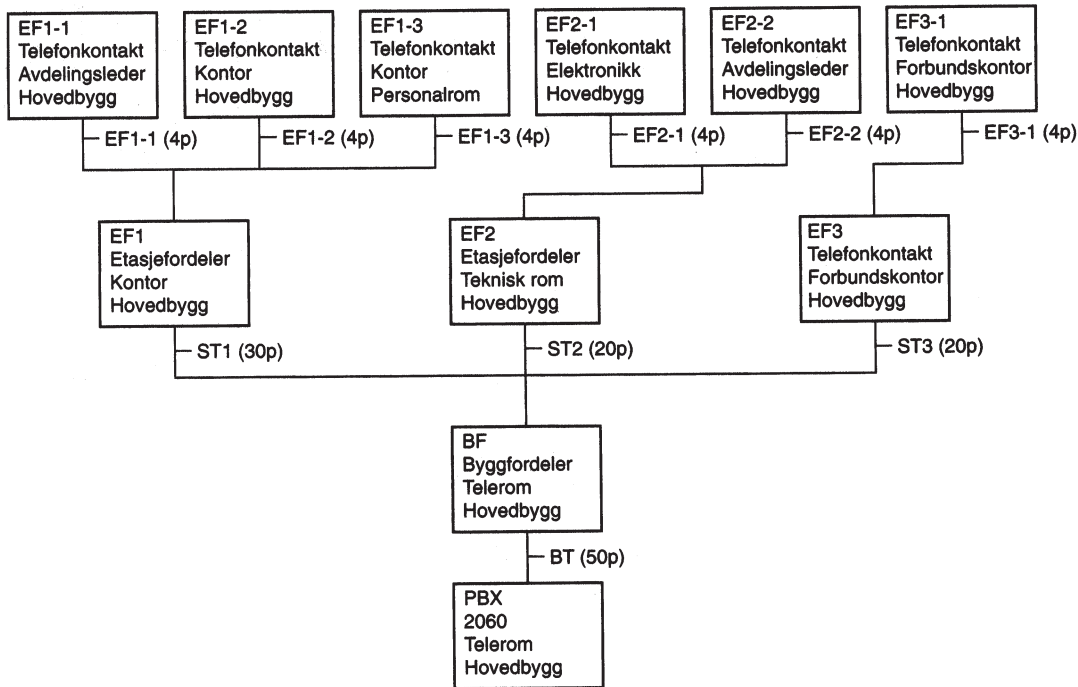 EF1-1
Telefonkontakt
Avdelingsleder
Hovedbygg
EF1-2
Telefonkontakt
Kontor
Hovedbygg
EF1-3
Telefonkontakt
Kontor
Personalrom
EF2-1
Telefonkontakt
Elektronikk
Hovedbygg
EF2-2
Telefonkontakt
Avdelingsleder
Hovedbygg
EF3-1
Telefonkontakt
Forbundskontor
Hovedbygg
EF1-1 (4p)
EF1-2 (4p)
EF1-3 (4p)
EF2-1 (4p)
EF2-2 (4p)
EF3-1 (4p)
EF1
Etasjefordeler
Kontor
Hovedbygg
EF2
Etasjefordeler
Teknisk rom
Hovedbygg
EF3
Telefonkontakt
Forbundskontor
Hovedbygg
ST1 (30p)
ST2 (20p)
ST3 (20p)
BF
Byggfordeler
Telerom
Hovedbygg
BT (50p)
PBX
2060
Telerom
Hovedbygg